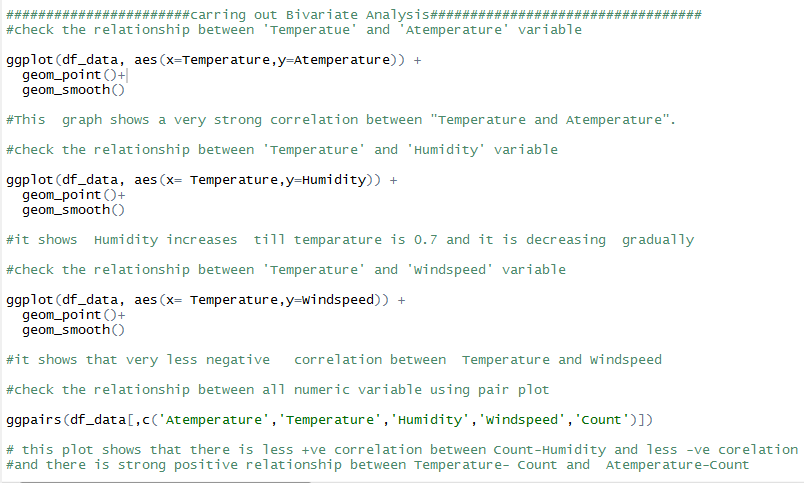 #######################carring out Bivariate Analysis##################################
#check the relationship between 'Temperatue' and 'Atemperature' variable
ggplot(df_data, aes(x=Temperature,y=Atemperature)) +
  geom_point()+
  geom_smooth()
#This  graph shows a very strong correlation between "Temperature and Atemperature".
#check the relationship between 'Temperature' and 'Humidity' variable
ggplot(df_data, aes(x= Temperature,y=Humidity)) +
  geom_point()+
  geom_smooth()
#it shows  Humidity increases  till temparature is 0.7 and it is decreasing  gradually
#check the relationship between 'Temperature' and 'Windspeed' variable
ggplot(df_data, aes(x= Temperature,y=Windspeed)) +
  geom_point()+
  geom_smooth()
#it shows that very less negative   correlation between  Temperature and Windspeed
#check the relationship between all numeric variable using pair plot
ggpairs(df_data[,c('Atemperature','Temperature','Humidity','Windspeed','Count')])
# this plot shows that there is less +ve correlation between Count-Humidity and less -ve corelation
#and there is strong positive relationship between Temperature- Count and  Atemperature-Count